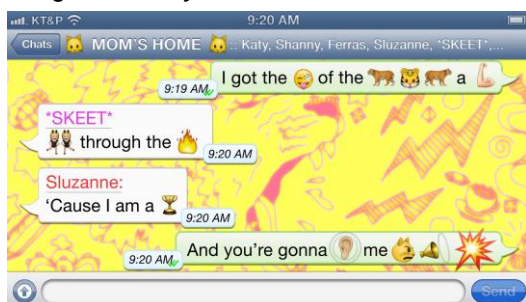 KT&P 9:20 AM
Chats 🐱 MOM'S HOME 🐱 :: Katy, Shanny, Ferras, Sluzanne, *SKEET*,...
I got the 😜 of the 🐅🐯🐅 a 💪
9:19 AM
*SKEET*
👯 through the 🔥
9:20 AM
Sluzanne:
‘Cause I am a 🏆
9:20 AM
And you’re gonna 👂 me 😾📣💥
9:20 AM
Send